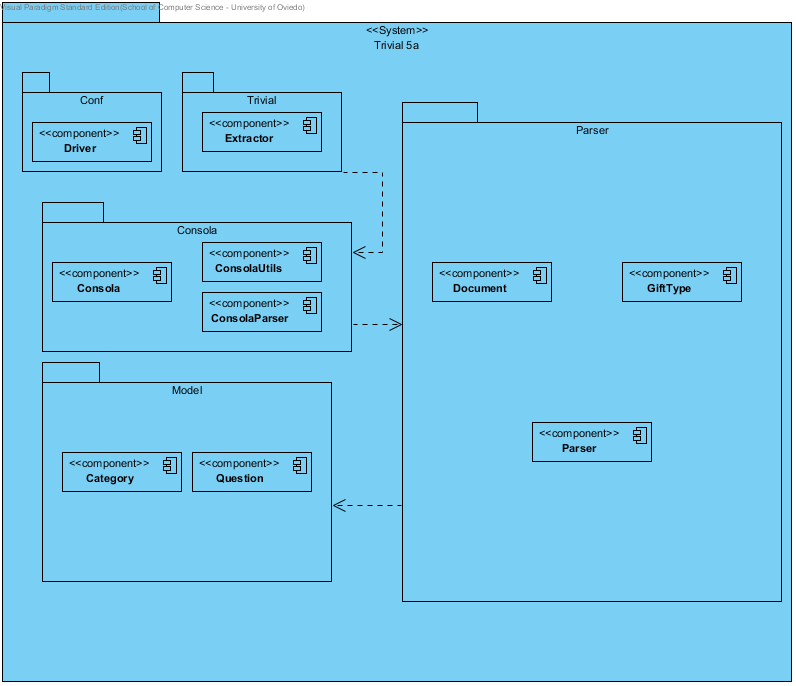 Visual Paradigm Standard Edition(School of Computer Science - University of Oviedo)
<<System>>
Trivial 5a
Conf
<<component>>
Driver
Trivial
<<component>>
Extractor
Parser
<<component>>
Document
<<component>>
GiftType
<<component>>
Parser
Consola
<<component>>
Consola
<<component>>
ConsolaUtils
<<component>>
ConsolaParser
Model
<<component>>
Category
<<component>>
Question